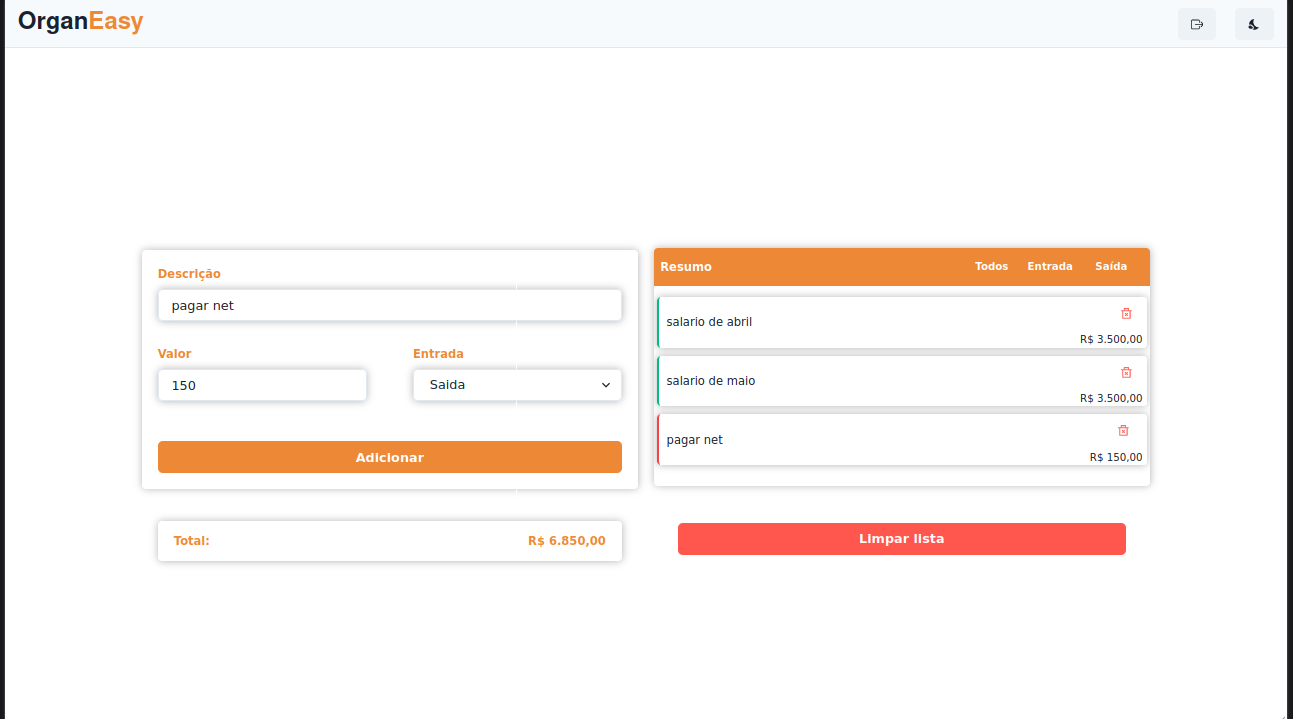 OrganEasy
Descrição
pagar net
Valor
Entrada
150
Saida
Adicionar
Total:
R$ 6.850,00
Resumo
Todos
Entrada
Saída
salario de abril
R$ 3.500,00
salario de maio
R$ 3.500,00
pagar net
R$ 150,00
Limpar lista